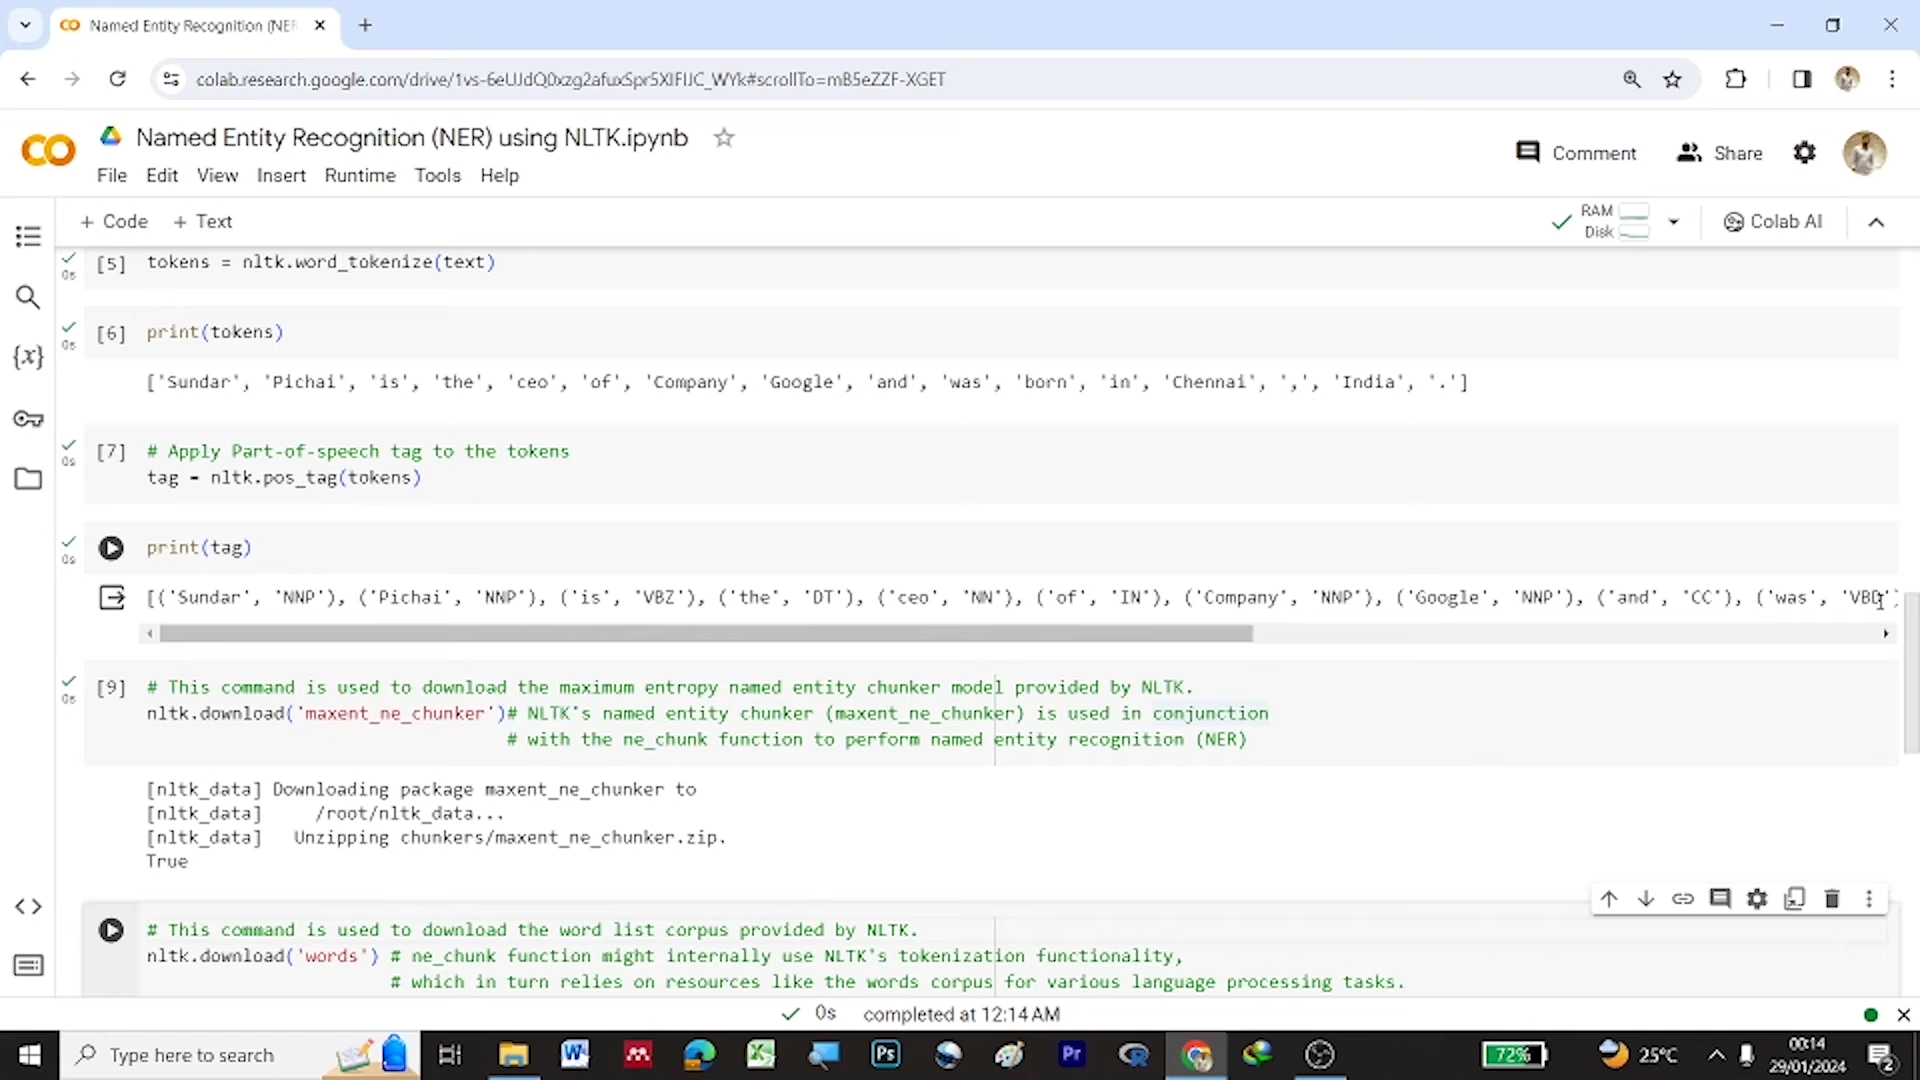 Named Entity Recognition (NER
colab.research.google.com/drive/1vs-6eUJdQ0xzg2afuxSpr5XIFIJC_WYk#scrollTo=mB5eZZF-XGET
Named Entity Recognition (NER) using NLTK.ipynb
Comment Share
File Edit View Insert Runtime Tools Help
+ Code + Text
RAM
Disk
Colab AI
0s [5] tokens = nltk.word_tokenize(text)
0s [6] print(tokens)
['Sundar', 'Pichai', 'is', 'the', 'ceo', 'of', 'Company', 'Google', 'and', 'was', 'born', 'in', 'Chennai', ',', 'India', '.']
0s [7] # Apply Part-of-speech tag to the tokens
tag = nltk.pos_tag(tokens)
0s print(tag)
[('Sundar', 'NNP'), ('Pichai', 'NNP'), ('is', 'VBZ'), ('the', 'DT'), ('ceo', 'NN'), ('of', 'IN'), ('Company', 'NNP'), ('Google', 'NNP'), ('and', 'CC'), ('was', 'VBD')
0s [9] # This command is used to download the maximum entropy named entity chunker model provided by NLTK.
nltk.download('maxent_ne_chunker')# NLTK's named entity chunker (maxent_ne_chunker) is used in conjunction
# with the ne_chunk function to perform named entity recognition (NER)
[nltk_data] Downloading package maxent_ne_chunker to
[nltk_data] /root/nltk_data...
[nltk_data] Unzipping chunkers/maxent_ne_chunker.zip.
True
# This command is used to download the word list corpus provided by NLTK.
nltk.download('words') # ne_chunk function might internally use NLTK's tokenization functionality,
# which in turn relies on resources like the words corpus for various language processing tasks.
0s completed at 12:14 AM
Type here to search
72%
25°C
00:14
29/01/2024
2